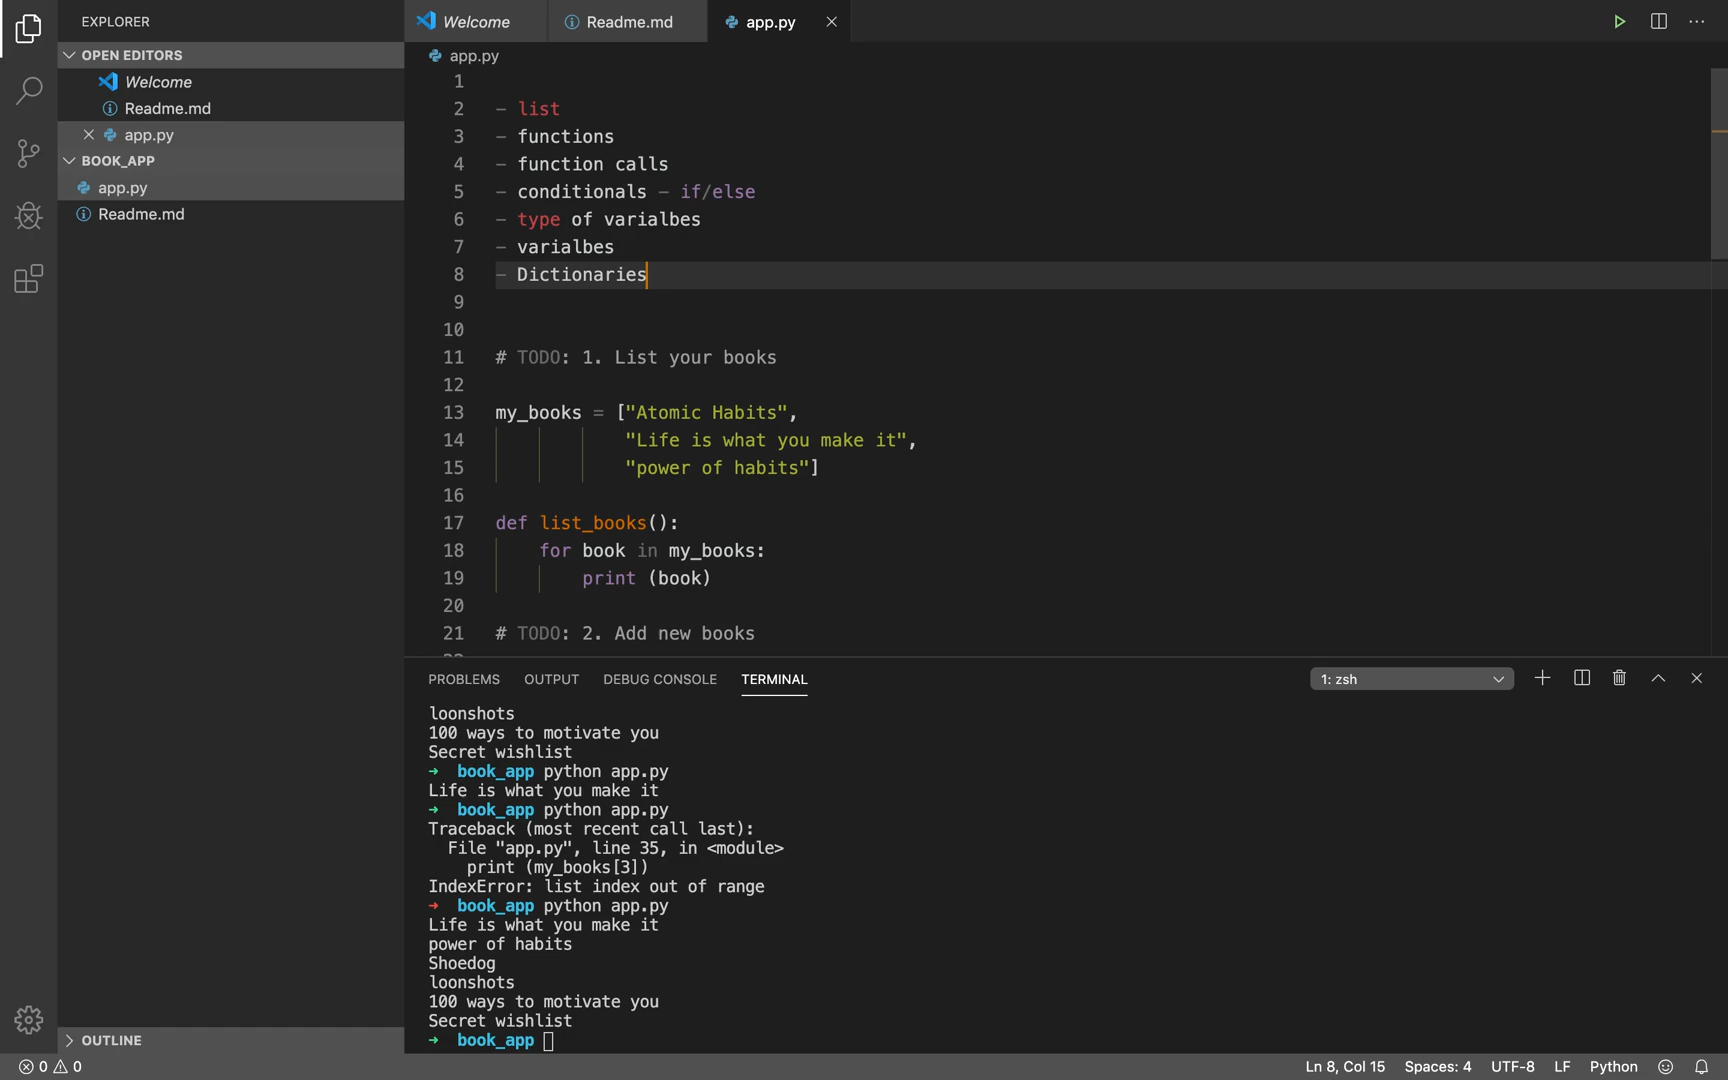 EXPLORER
OPEN EDITORS
Welcome
Readme.md
app.py
BOOK_APP
app.py
Readme.md
OUTLINE
Welcome
Readme.md
app.py
app.py
1
2 - list
3 - functions
4 - function calls
5 - conditionals - if/else
6 - type of varialbes
7 - varialbes
8 - Dictionaries
9
10
11 # TODO: 1. List your books
12
13 my_books = ["Atomic Habits",
14 "Life is what you make it",
15 "power of habits"]
16
17 def list_books():
18 for book in my_books:
19 print (book)
20
21 # TODO: 2. Add new books
PROBLEMS OUTPUT DEBUG CONSOLE TERMINAL 1: zsh
loonshots
100 ways to motivate you
Secret wishlist
➜ book_app python app.py
Life is what you make it
➜ book_app python app.py
Traceback (most recent call last):
File "app.py", line 35, in <module>
print (my_books[3])
IndexError: list index out of range
➜ book_app python app.py
Life is what you make it
power of habits
Shoedog
loonshots
100 ways to motivate you
Secret wishlist
➜ book_app
0 0 Ln 8, Col 15 Spaces: 4 UTF-8 LF Python